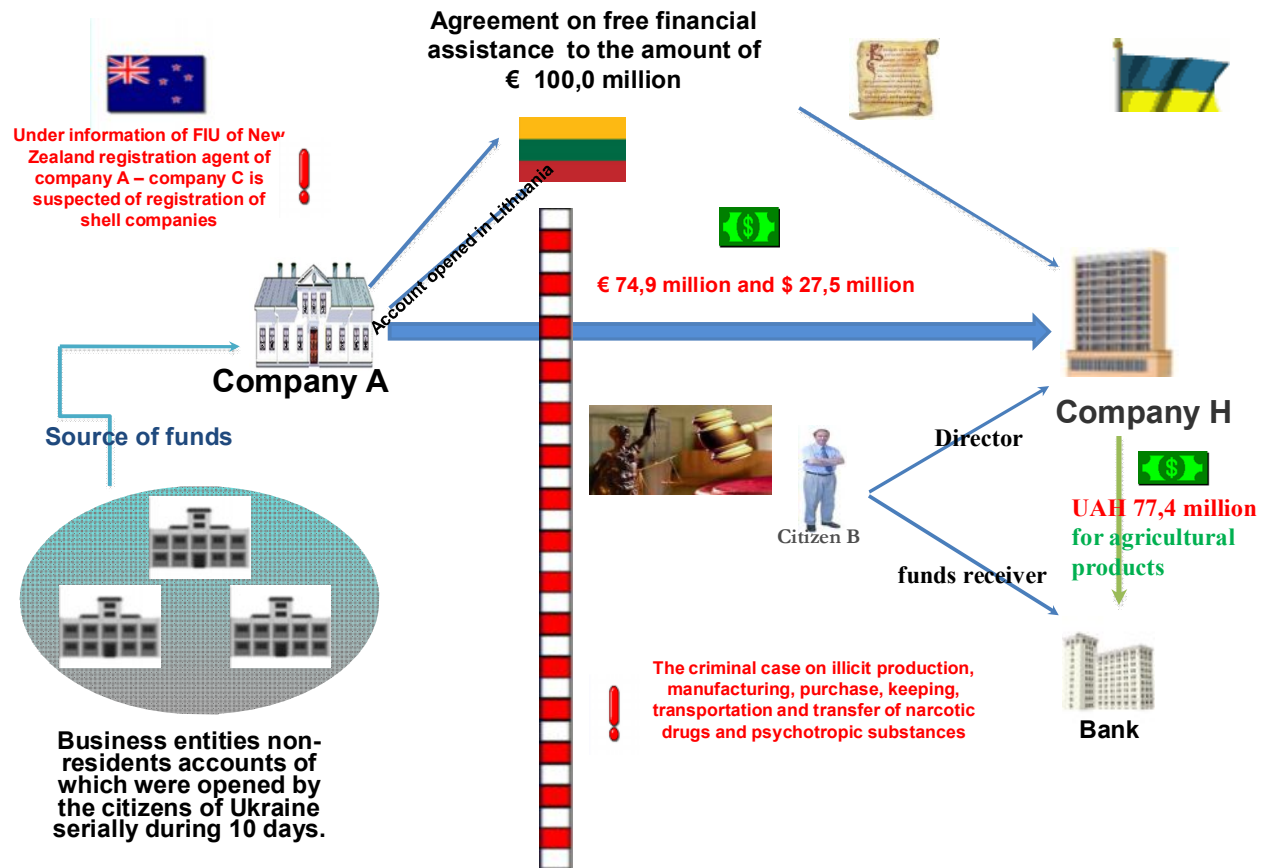 Agreement on free financial
assistance to the amount of
€ 100,0 million
Under information of FIU of New
Zealand registration agent of
company A – company C is
suspected of registration of
shell companies
Account opened in Lithuania
€ 74,9 million and $ 27,5 million
Company A
Source of funds
Company H
Director
Citizen B
funds receiver
UAH 77,4 million
for agricultural
products
The criminal case on illicit production,
manufacturing, purchase, keeping,
transportation and transfer of narcotic
drugs and psychotropic substances
Bank
Business entities non-
residents accounts of
which were opened by
the citizens of Ukraine
serially during 10 days.